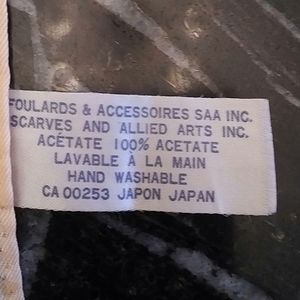 FOULARDS & ACCESSOIRES SAA INC.
SCARVES AND ALLIED ARTS INC.
ACÉTATE 100% ACETATE
LAVABLE À LA MAIN
HAND WASHABLE
CA 00253 JAPON JAPAN